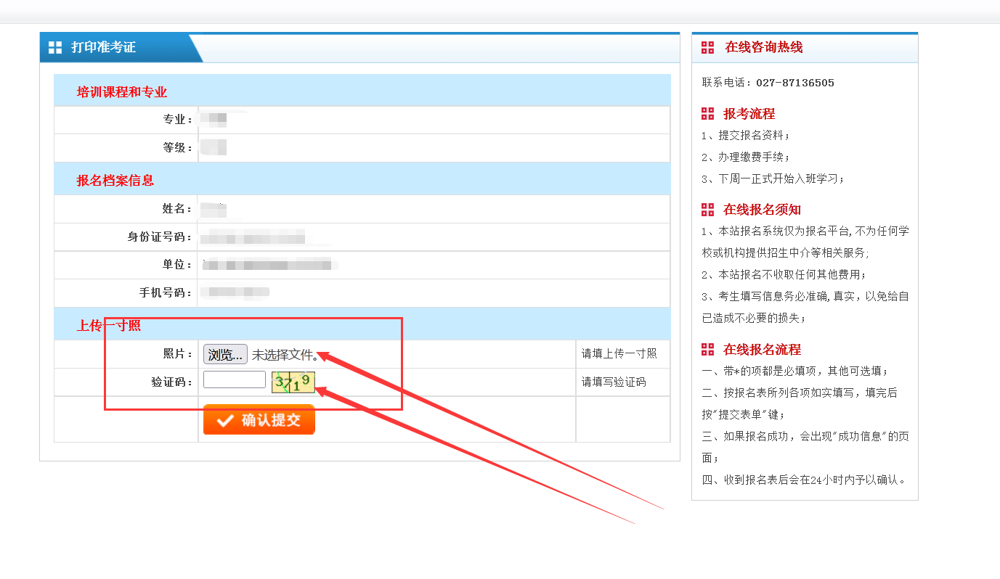 打印准考证
培训课程和专业
专业:
等级:
报名档案信息
姓名:
身份证号码:
单位:
手机号码:
上传一寸照
照片:
浏览... 未选择文件。
请填上传一寸照
验证码:
3719
请填写验证码
确认提交
在线咨询热线
联系电话: 027-87136505
报考流程
1、提交报名资料;
2、办理缴费手续;
3、下周一正式开始入班学习;
在线报名须知
1、本站报名系统仅为报名平台,不为任何学
校或机构提供招生中介等相关服务;
2、本站报名不收取任何其他费用;
3、考生填写信息务必准确,真实，以免给自
已造成不必要的损失;
在线报名流程
一、带*的项都是必填项，其他可选填;
二、按报名表所列各项如实填写，填完后
按"提交表单"键;
三、如果报名成功，会出现"成功信息"的页
面;
四、收到报名表后会在24小时内予以确认。